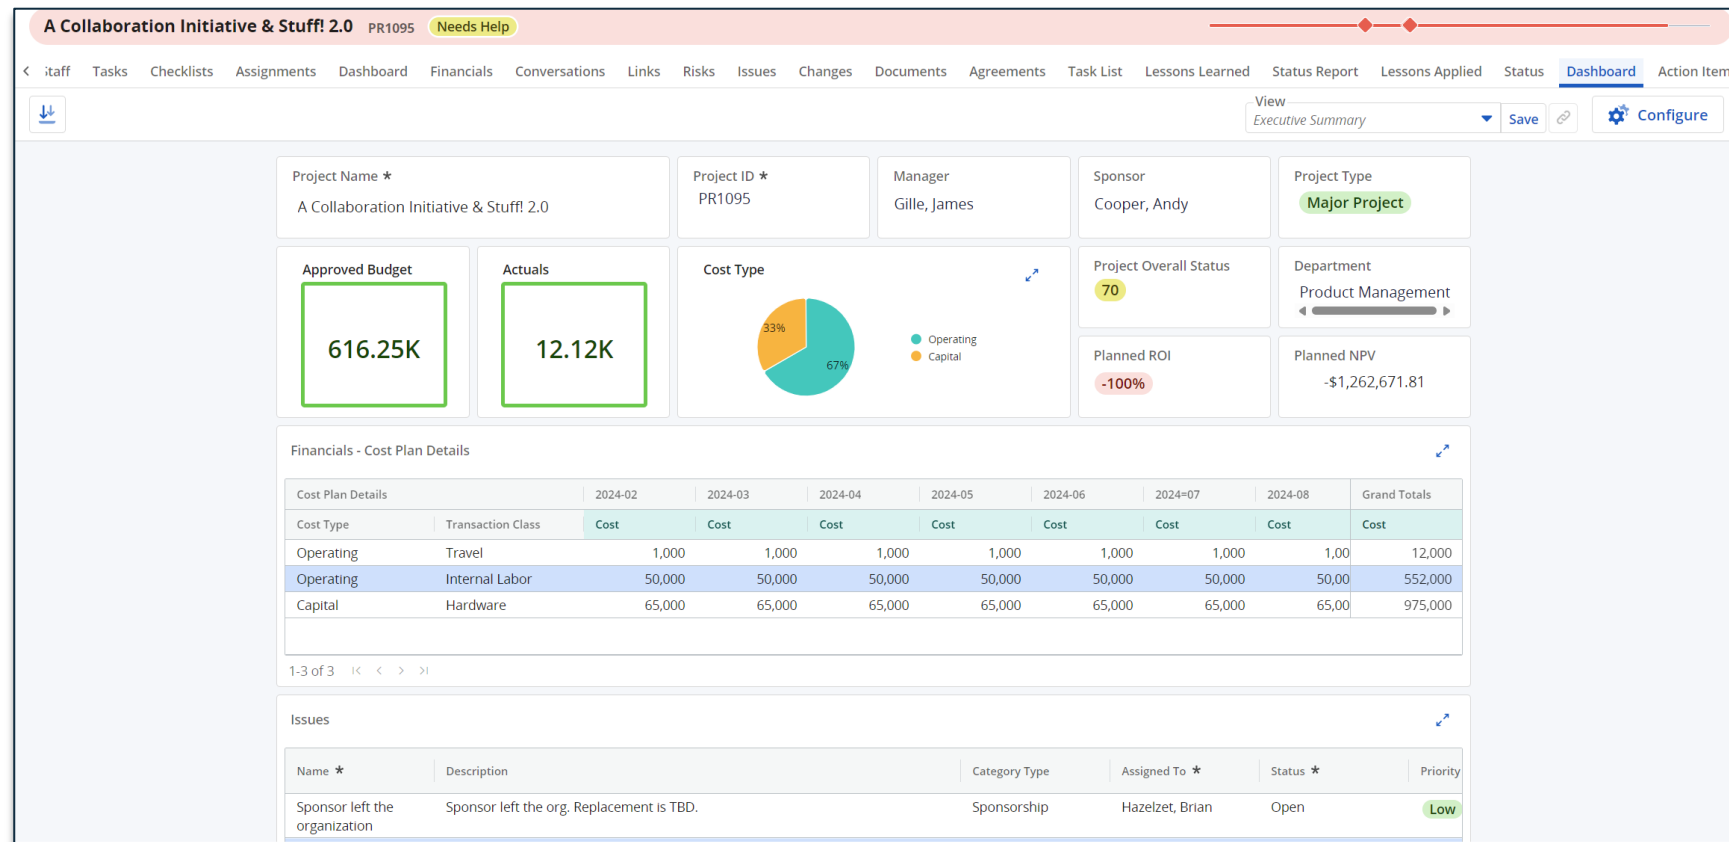 A Collaboration Initiative & Stuff! 2.0 PR1095 Needs Help
Tasks Checklists Assignments Dashboard Financials Conversations Links Risks Issues Changes Documents Agreements Task List Lessons Learned Status Report Lessons Applied Status Dashboard Action Item
View
Executive Summary Save Configure
Project Name * Project ID * Manager Sponsor Project Type
A Collaboration Initiative & Stuff! 2.0 PR1095 Gille, James Cooper, Andy Major Project
Approved Budget Actuals Cost Type Project Overall Status Department
616.25K 12.12K 33% 67% Operating Capital 70 Product Management
Planned ROI Planned NPV
-100% -$1,262,671.81
Financials - Cost Plan Details
Cost Plan Details 2024-02 2024-03 2024-04 2024-05 2024-06 2024=07 2024-08 Grand Totals
Cost Type Transaction Class Cost Cost Cost Cost Cost Cost Cost Cost
Operating Travel 1,000 1,000 1,000 1,000 1,000 1,000 1,00 12,000
Operating Internal Labor 50,000 50,000 50,000 50,000 50,000 50,000 50,00 552,000
Capital Hardware 65,000 65,000 65,000 65,000 65,000 65,000 65,00 975,000
1-3 of 3
Issues
Name * Description Category Type Assigned To * Status * Priority
Sponsor left the Sponsor left the org. Replacement is TBD. Sponsorship Hazelzet, Brian Open Low
organization